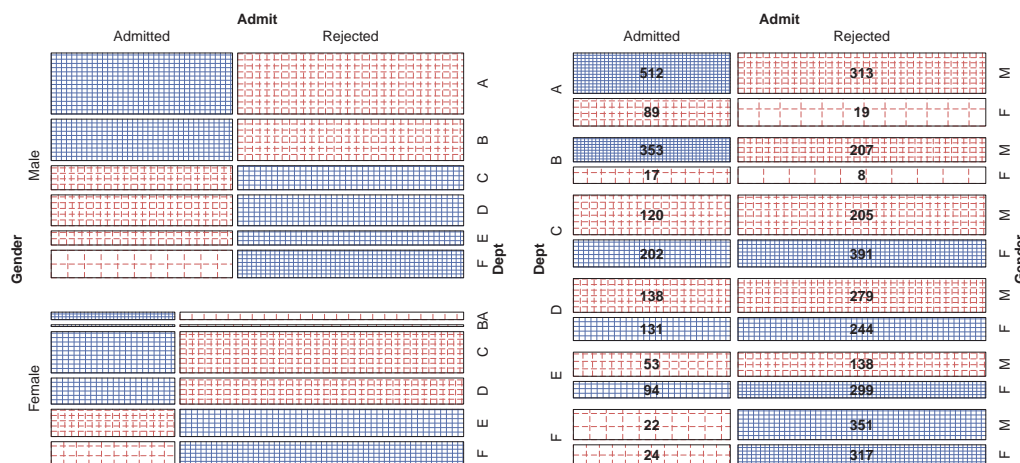 Admit
Admitted Rejected
Gender
Male
Female
A
B
C
D
E
F
BA
C
D
E
F
Dept
Admit
Admitted Rejected
Dept
A
512 313 M
89 19 F
B
353 207 M
17 8 F
C
120 205 M
202 391 F
D
138 279 M
131 244 F
E
53 138 M
94 299 F
F
22 351 M
24 317 F
Gender